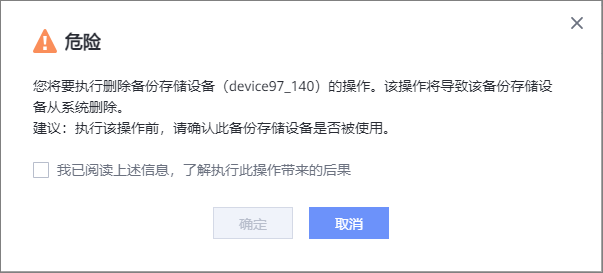 危险
您将要执行删除备份存储设备（device97_140）的操作。该操作将导致该备份存储设
备从系统删除。
建议：执行该操作前，请确认此备份存储设备是否被使用。
我已阅读上述信息，了解执行此操作带来的后果
确定
取消